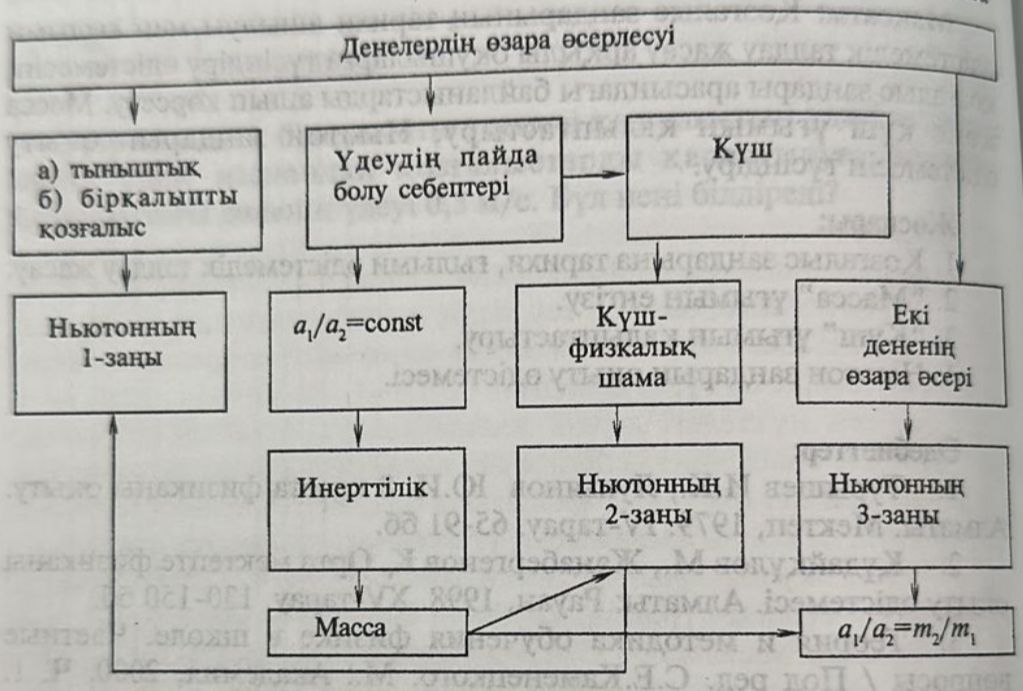 Денелердің өзара әсерлесуі
а) тыныштық
б) бірқалыпты
қозғалыс
Үдеудің пайда
болу себептері
Күш
Ньютонның
1-заңы
a₁/a₂=const
Күш-
физкалық
шама
Екі
дененің
өзара әсері
Инерттілік
Ньютонның
2-заңы
Ньютонның
3-заңы
Масса
a₁/a₂=m₂/m₁